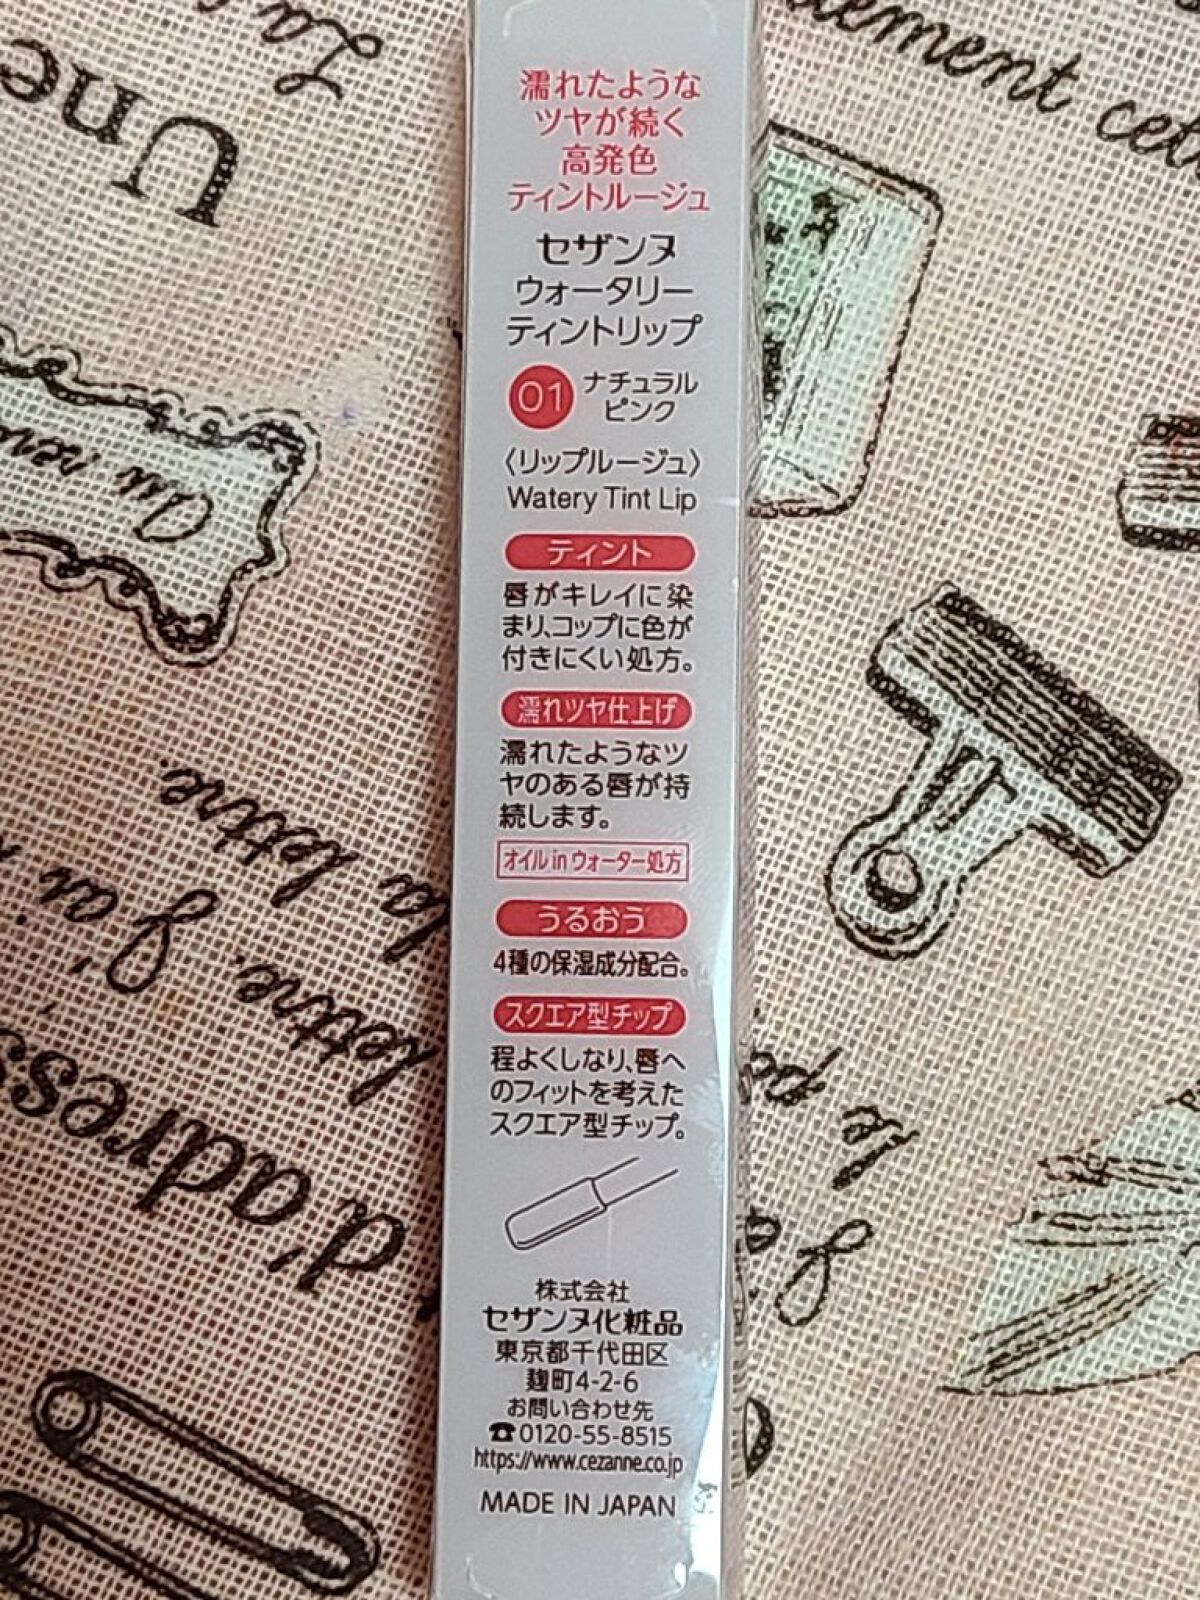 濡れたような
ツヤが続く
高発色
ティントルージュ
セザンヌ
ウォータリー
ティントリップ
01 ナチュラル
ピンク
〈リップルージュ〉
Watery Tint Lip
ティント
唇がキレイに染
まり、コップに色が
付きにくい処方。
濡れツヤ仕上げ
濡れたようなツ
ヤのある唇が持
続します。
オイル in ウォーター処方
うるおう
4種の保湿成分配合。
スクエア型チップ
程よくしなり、唇へ
のフィットを考えた
スクエア型チップ。
株式会社
セザンヌ化粧品
東京都千代田区
麹町4-2-6
お問い合わせ先
☎0120-55-8515
https://www.cezanne.co.jp
MADE IN JAPAN
Une
la lettre
lettre. J'ai
d'adres